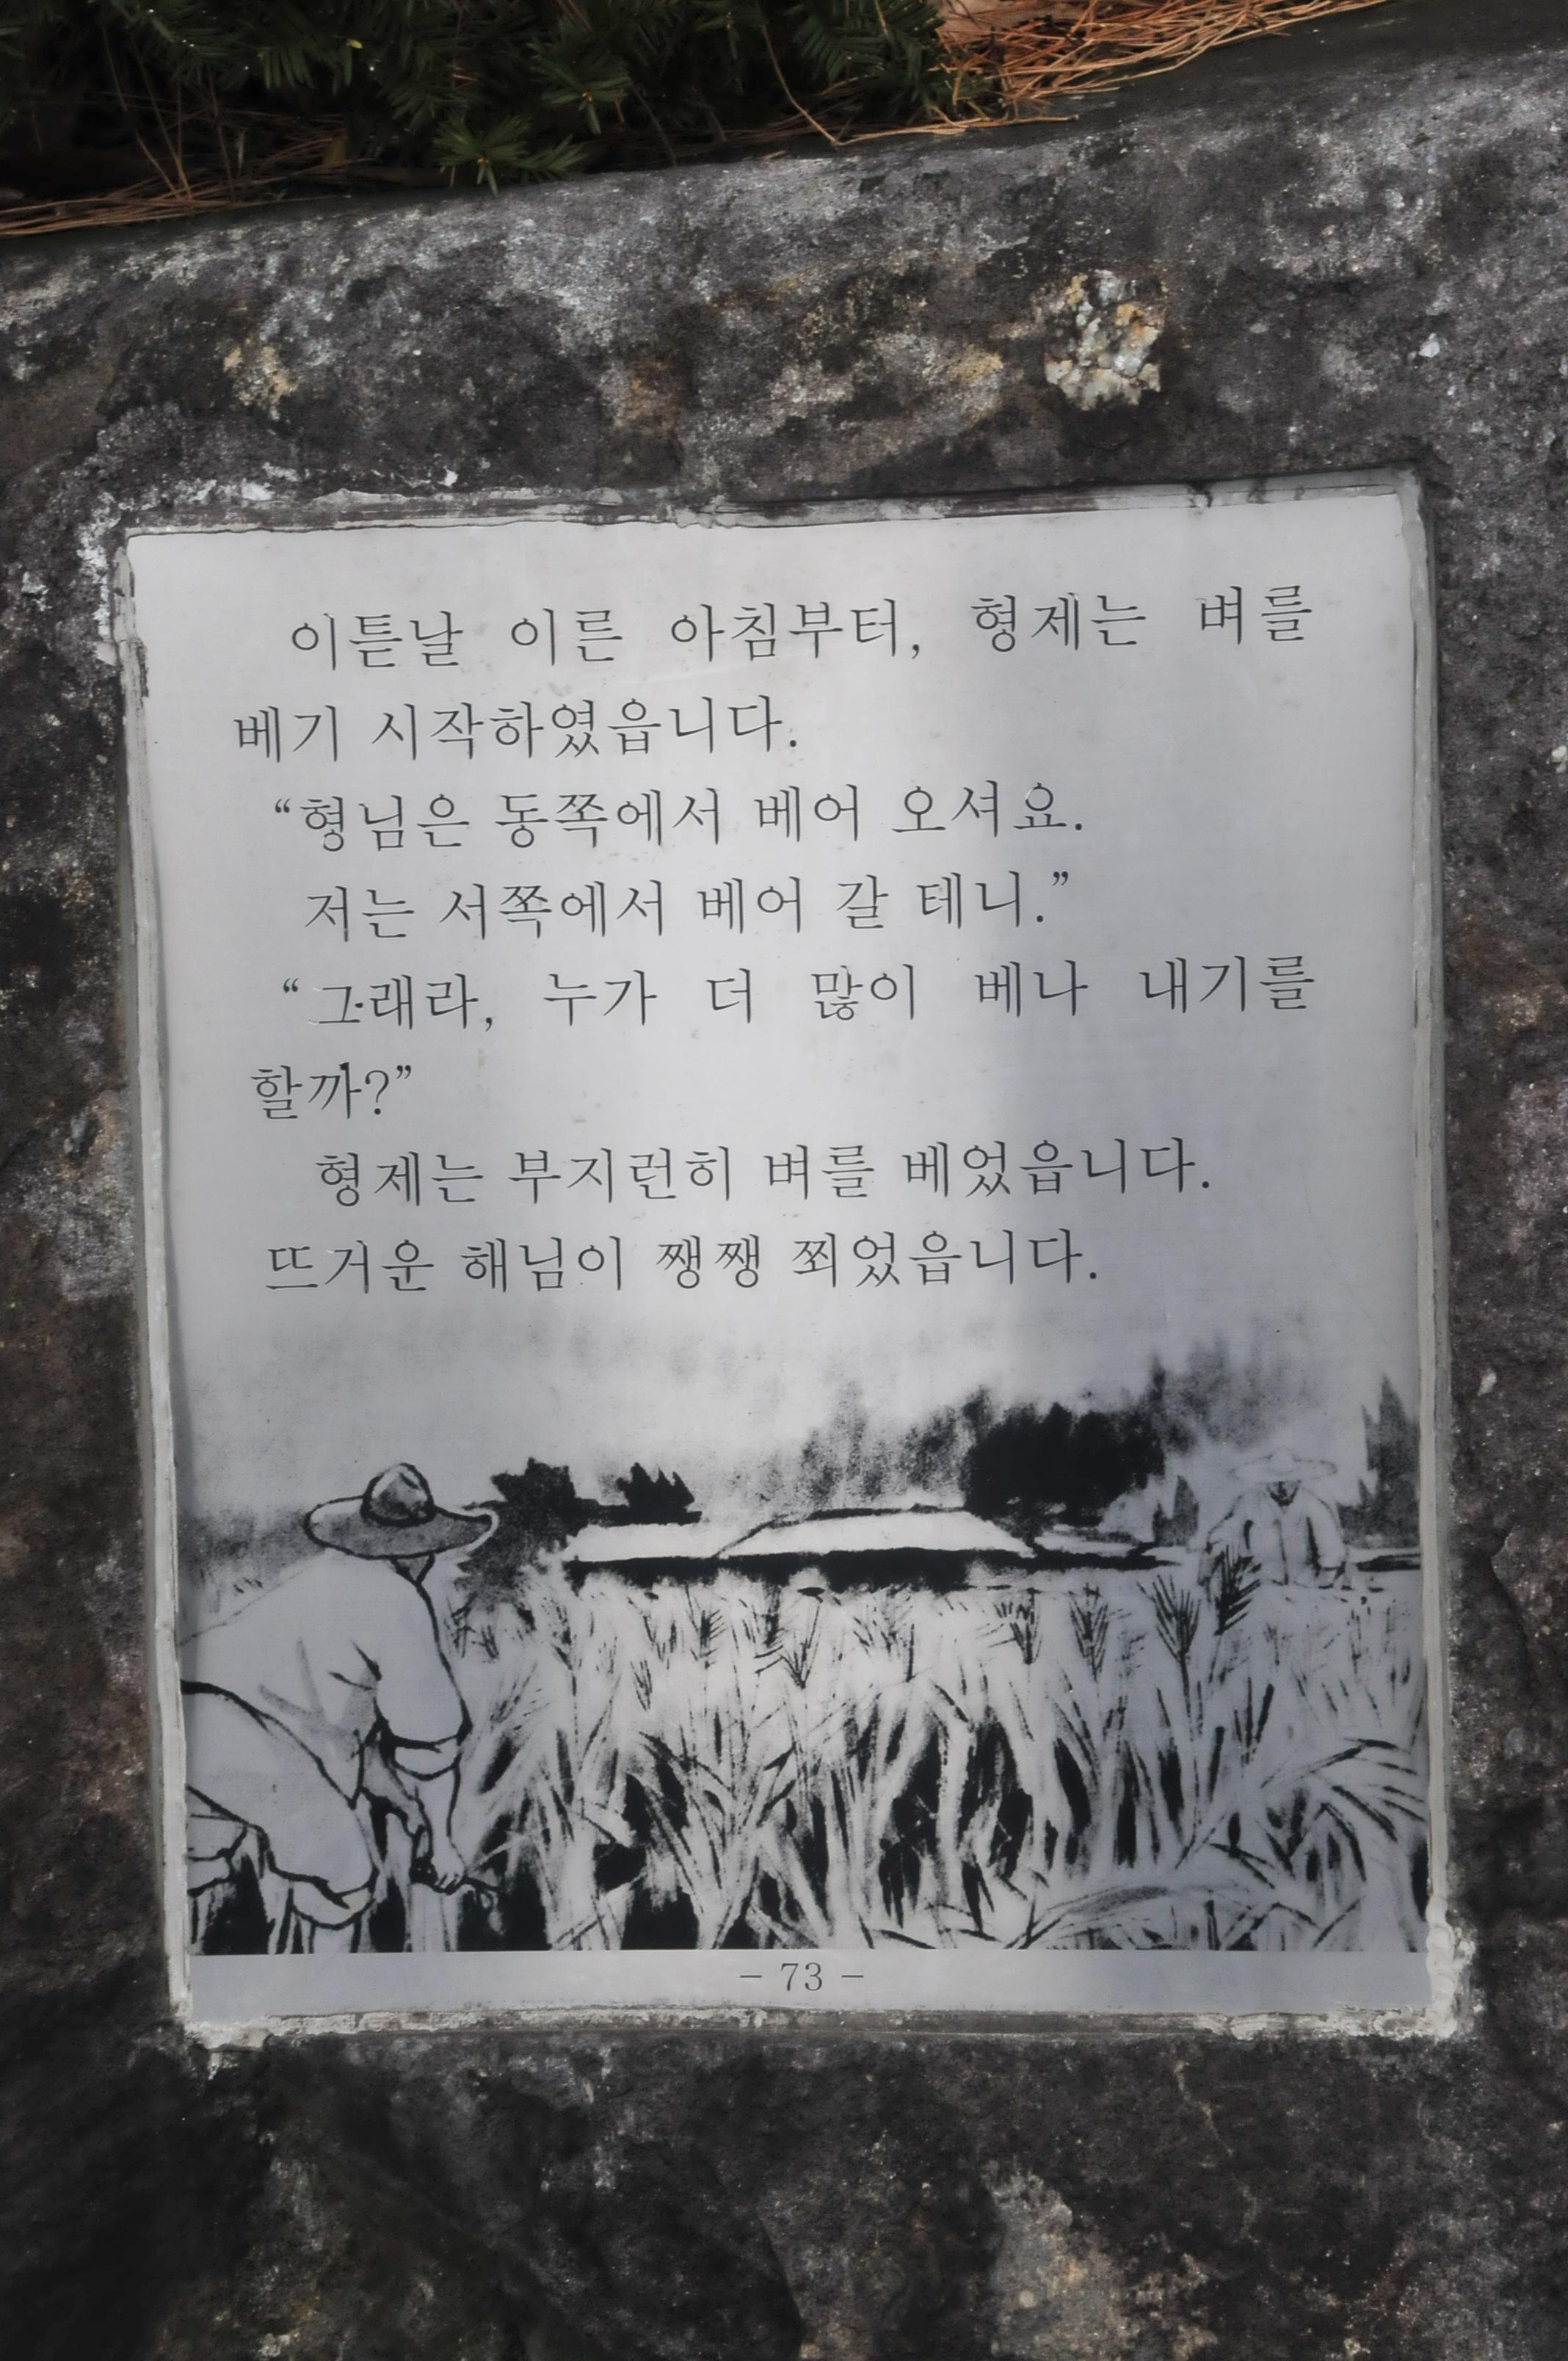 이튿날 이른 아침부터, 형제는 벼를
베기 시작하였읍니다.
“형님은 동쪽에서 베어 오셔요.
저는 서쪽에서 베어 갈 테니.”
“그래라, 누가 더 많이 베나 내기를
할까?”
형제는 부지런히 벼를 베었읍니다.
뜨거운 해님이 쨍쨍 쬐었읍니다.
– 73 –